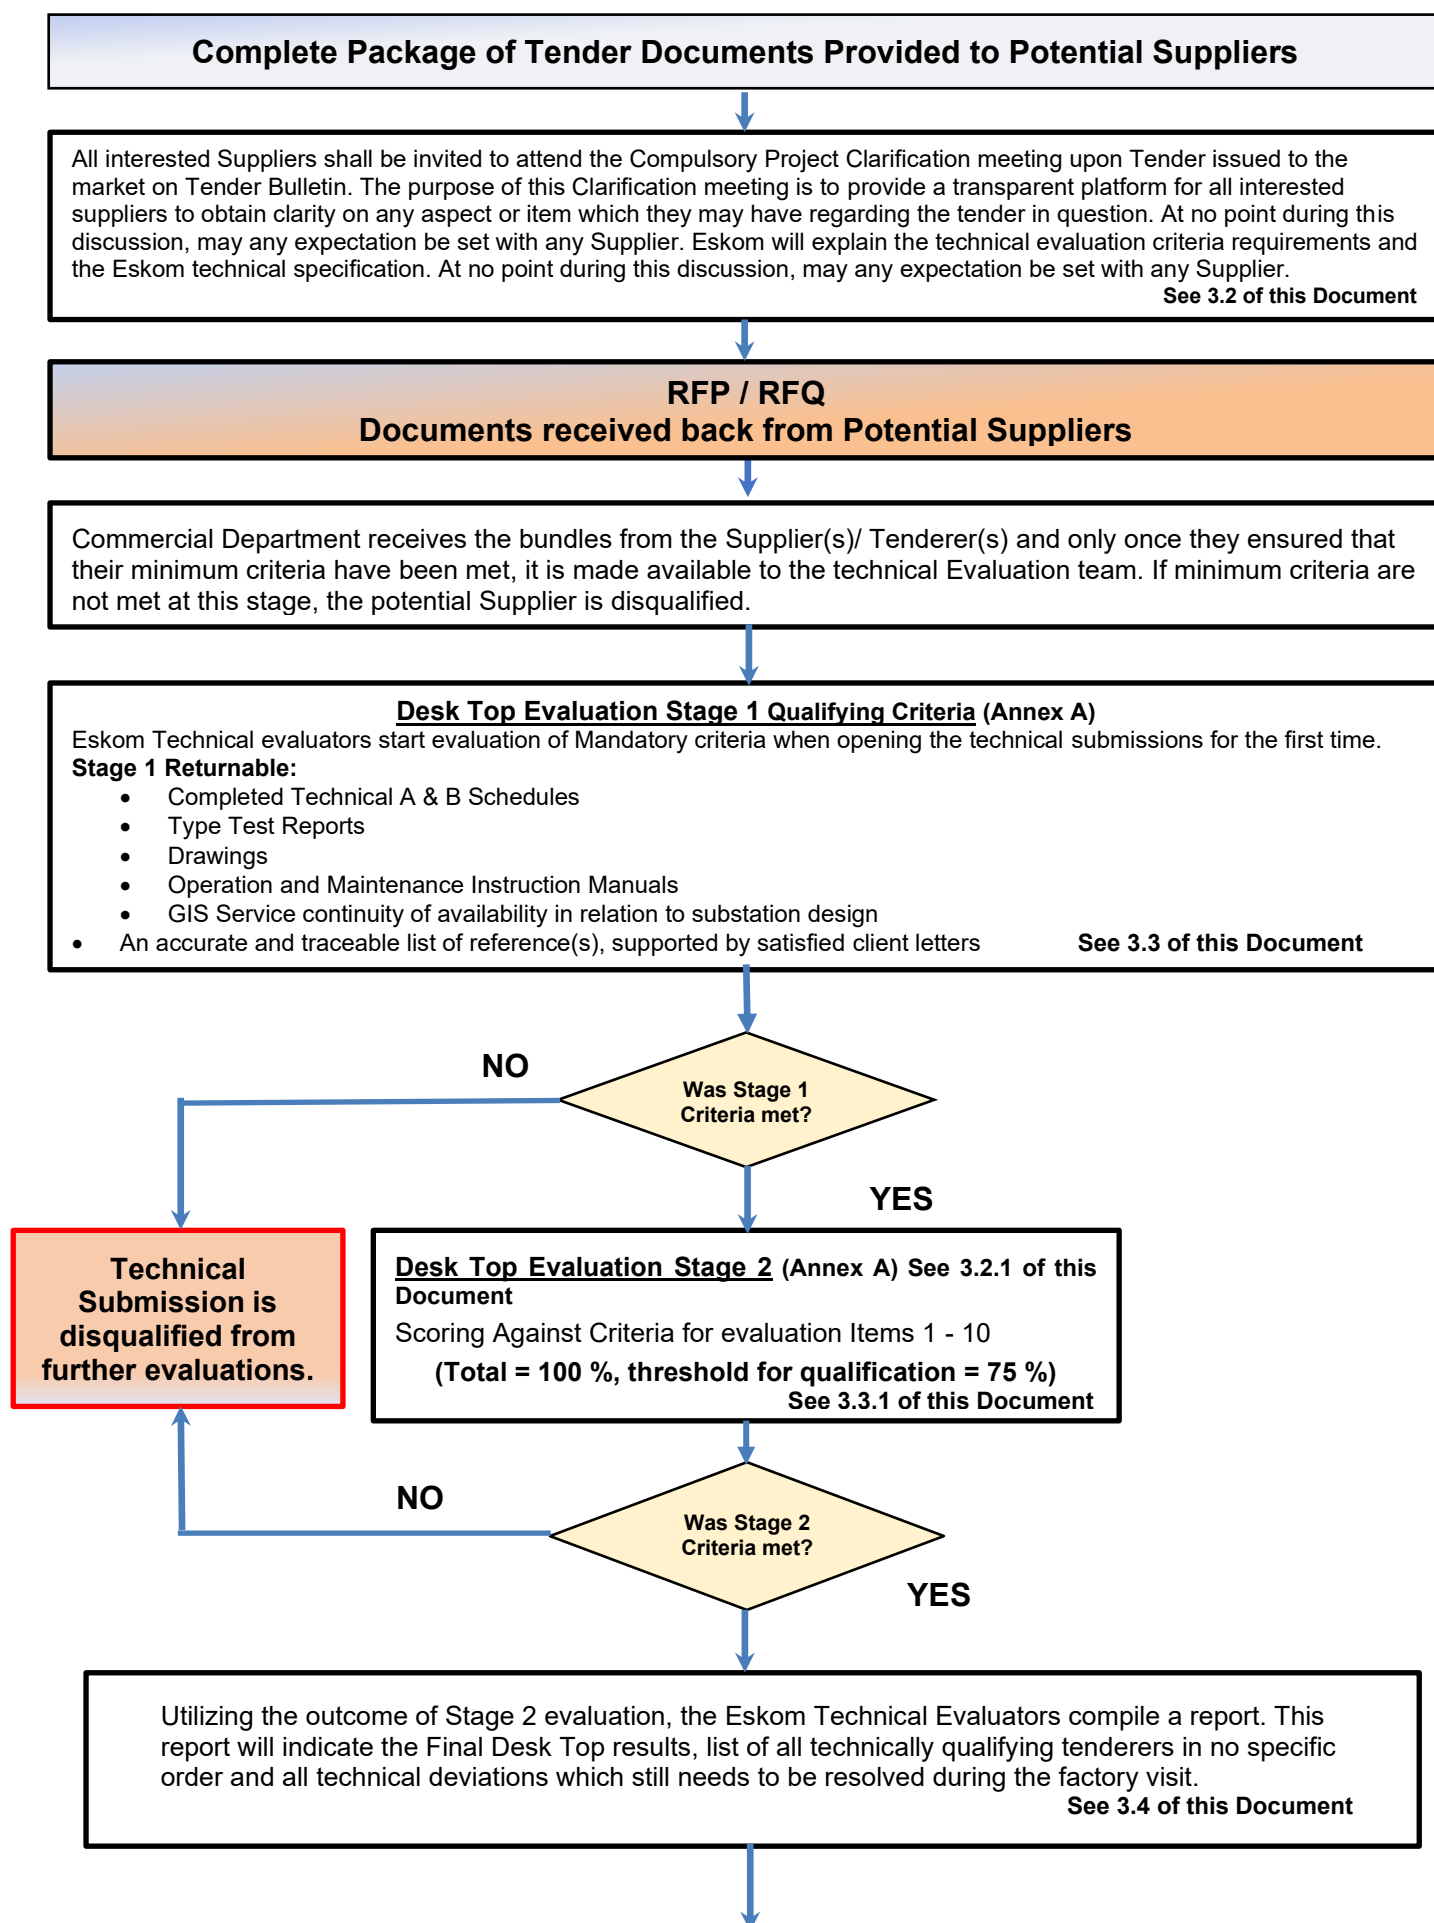 Complete Package of Tender Documents Provided to Potential Suppliers
All interested Suppliers shall be invited to attend the Compulsory Project Clarification meeting upon Tender issued to the
market on Tender Bulletin. The purpose of this Clarification meeting is to provide a transparent platform for all interested
suppliers to obtain clarity on any aspect or item which they may have regarding the tender in question. At no point during this
discussion, may any expectation be set with any Supplier. Eskom will explain the technical evaluation criteria requirements and
the Eskom technical specification. At no point during this discussion, may any expectation be set with any Supplier.
See 3.2 of this Document
RFP / RFQ
Documents received back from Potential Suppliers
Commercial Department receives the bundles from the Supplier(s)/ Tenderer(s) and only once they ensured that
their minimum criteria have been met, it is made available to the technical Evaluation team. If minimum criteria are
not met at this stage, the potential Supplier is disqualified.
Desk Top Evaluation Stage 1 Qualifying Criteria (Annex A)
Eskom Technical evaluators start evaluation of Mandatory criteria when opening the technical submissions for the first time.
Stage 1 Returnable:
• Completed Technical A & B Schedules
• Type Test Reports
• Drawings
• Operation and Maintenance Instruction Manuals
• GIS Service continuity of availability in relation to substation design
• An accurate and traceable list of reference(s), supported by satisfied client letters See 3.3 of this Document
NO
Was Stage 1
Criteria met?
YES
Technical
Submission is
disqualified from
further evaluations.
Desk Top Evaluation Stage 2 (Annex A) See 3.2.1 of this
Document
Scoring Against Criteria for evaluation Items 1 - 10
(Total = 100 %, threshold for qualification = 75 %)
See 3.3.1 of this Document
NO
Was Stage 2
Criteria met?
YES
Utilizing the outcome of Stage 2 evaluation, the Eskom Technical Evaluators compile a report. This
report will indicate the Final Desk Top results, list of all technically qualifying tenderers in no specific
order and all technical deviations which still needs to be resolved during the factory visit.
See 3.4 of this Document